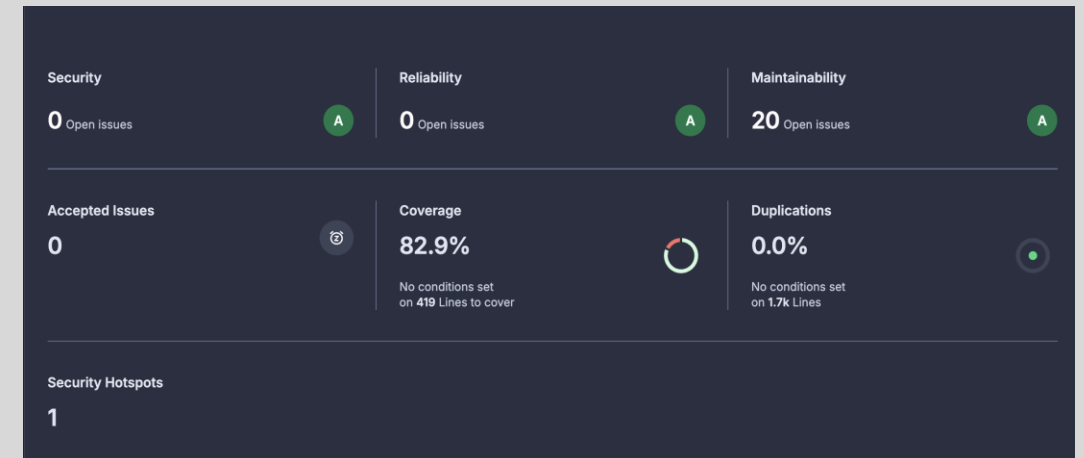 Security
0 Open issues
A
Reliability
0 Open issues
A
Maintainability
20 Open issues
A
Accepted Issues
0
Coverage
82.9%
No conditions set
on 419 Lines to cover
Duplications
0.0%
No conditions set
on 1.7k Lines
Security Hotspots
1